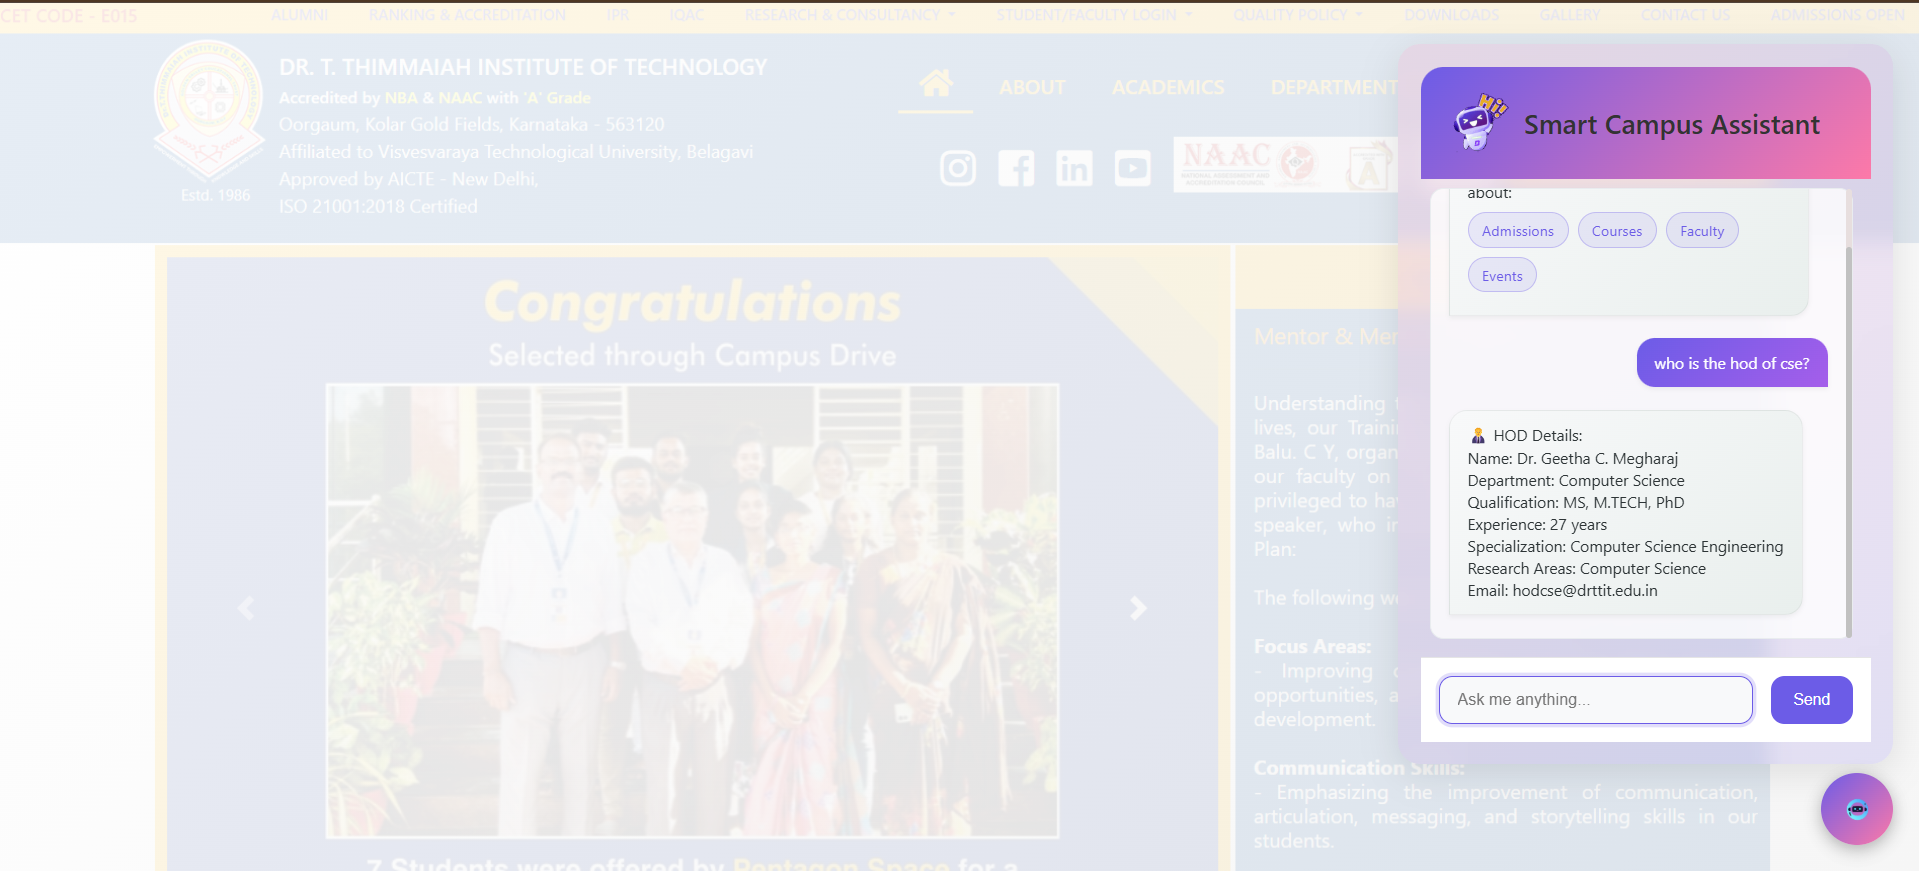 CET CODE - E015
ALUMNI RANKING & ACCREDITATION IPR IQAC RESEARCH & CONSULTANCY STUDENT/FACULTY LOGIN QUALITY POLICY DOWNLOADS GALLERY CONTACT US ADMISSIONS OPEN
DR. T. THIMMAIAH INSTITUTE OF TECHNOLOGY
Accredited by NBA & NAAC with 'A' Grade
Oorgaum, Kolar Gold Fields, Karnataka - 563120
Affiliated to Visvesvaraya Technological University, Belagavi
Approved by AICTE - New Delhi,
ISO 21001:2018 Certified
Estd. 1986
ABOUT ACADEMICS DEPARTMENT
NAAC
NATIONAL ASSESSMENT AND
ACCREDITATION COUNCIL
Congratulations
Selected through Campus Drive
7 Students were offered by Pentagon Space for a
Mentor & Me
Understanding
lives, our Traini
Balu. C Y, organ
our faculty on
privileged to ha
speaker, who i
Plan:
The following w
Focus Areas:
- Improving
opportunities, a
development.
Communication Skills:
- Emphasizing the improvement of communication,
articulation, messaging, and storytelling skills in our
students.
Hi!
Smart Campus Assistant
about:
Admissions Courses Faculty
Events
who is the hod of cse?
HOD Details:
Name: Dr. Geetha C. Megharaj
Department: Computer Science
Qualification: MS, M.TECH, PhD
Experience: 27 years
Specialization: Computer Science Engineering
Research Areas: Computer Science
Email: hodcse@drttit.edu.in
Ask me anything...
Send